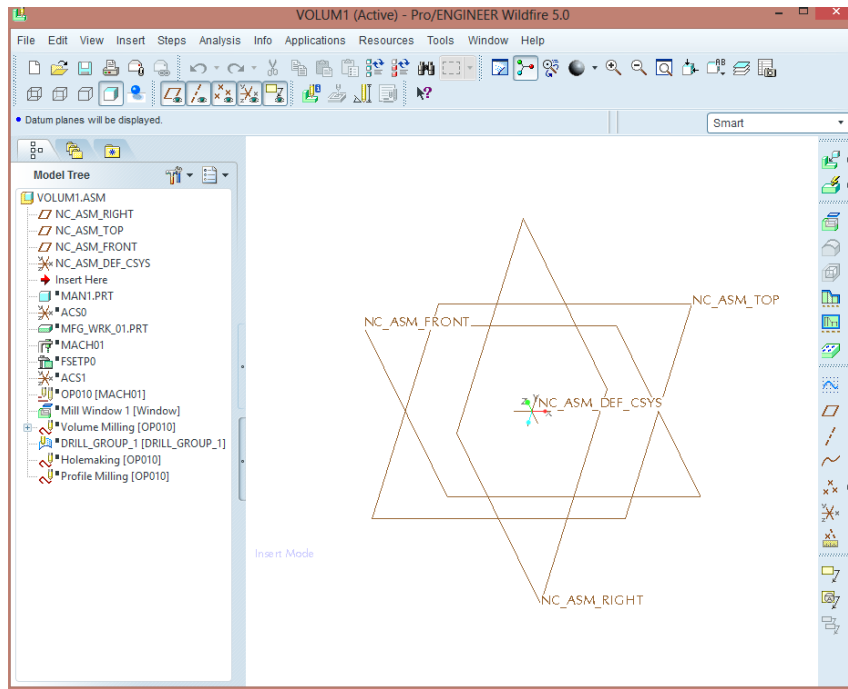 VOLUM1 (Active) - Pro/ENGINEER Wildfire 5.0
File Edit View Insert Steps Analysis Info Applications Resources Tools Window Help
Datum planes will be displayed.
Smart
Model Tree
VOLUM1.ASM
NC_ASM_RIGHT
NC_ASM_TOP
NC_ASM_FRONT
NC_ASM_DEF_CSYS
Insert Here
MAN1.PRT
ACS0
MFG_WRK_01.PRT
MACH01
FSETP0
ACS1
OP010 [MACH01]
Mill Window 1 [Window]
Volume Milling [OP010]
DRILL_GROUP_1 [DRILL_GROUP_1]
Holemaking [OP010]
Profile Milling [OP010]
NC_ASM_TOP
NC_ASM_FRONT
Z Y NC_ASM_DEF_CSYS
X
Insert Mode
NC_ASM_RIGHT